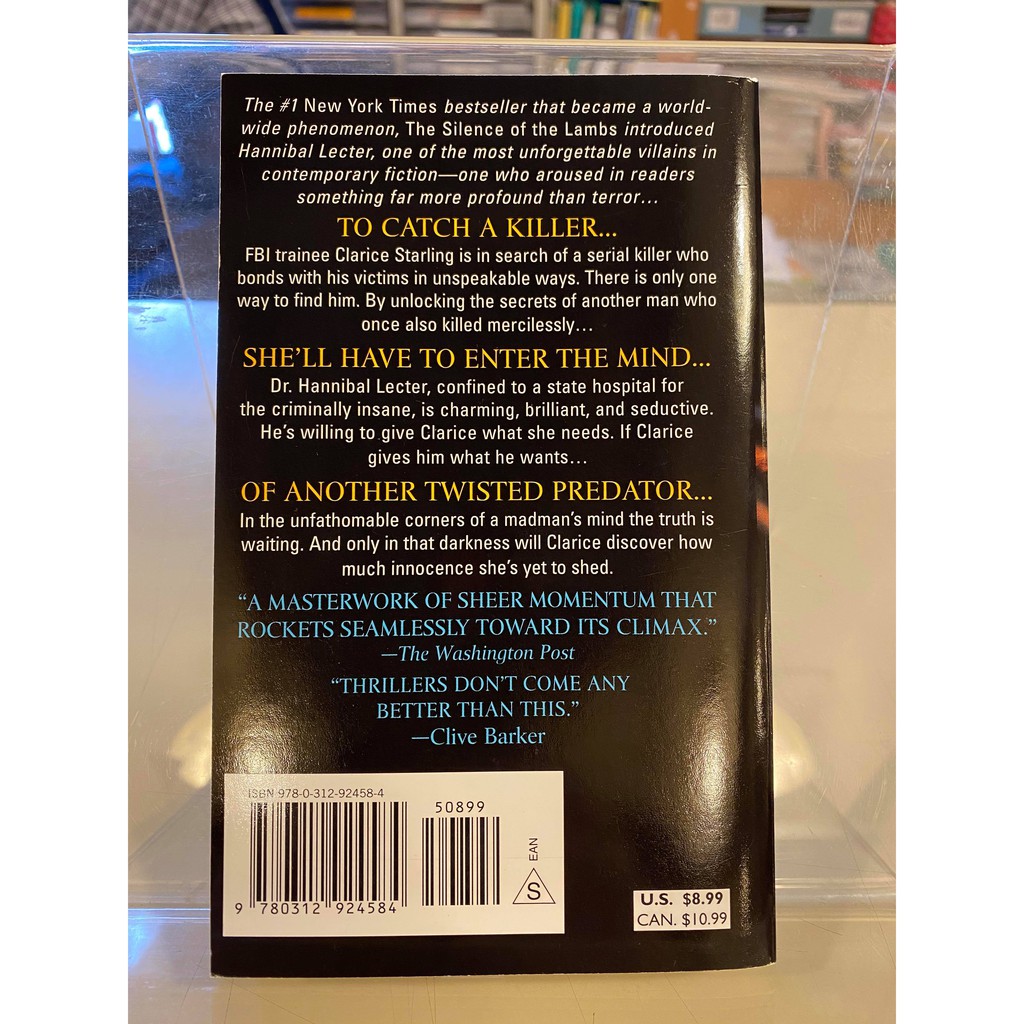 The #1 New York Times bestseller that became a world-
wide phenomenon, The Silence of the Lambs introduced
Hannibal Lecter, one of the most unforgettable villains in
contemporary fiction—one who aroused in readers
something far more profound than terror...
TO CATCH A KILLER...
FBI trainee Clarice Starling is in search of a serial killer who
bonds with his victims in unspeakable ways. There is only one
way to find him. By unlocking the secrets of another man who
once also killed mercilessly...
SHE'LL HAVE TO ENTER THE MIND...
Dr. Hannibal Lecter, confined to a state hospital for
the criminally insane, is charming, brilliant, and seductive.
He's willing to give Clarice what she needs. If Clarice
gives him what he wants...
OF ANOTHER TWISTED PREDATOR...
In the unfathomable corners of a madman's mind the truth is
waiting. And only in that darkness will Clarice discover how
much innocence she's yet to shed.
"A MASTERWORK OF SHEER MOMENTUM THAT
ROCKETS SEAMLESSLY TOWARD ITS CLIMAX."
—The Washington Post
"THRILLERS DON'T COME ANY
BETTER THAN THIS."
—Clive Barker
ISBN 978-0-312-92458-4
50899
9 780312 924584
EAN
S
U.S. $8.99
CAN. $10.99